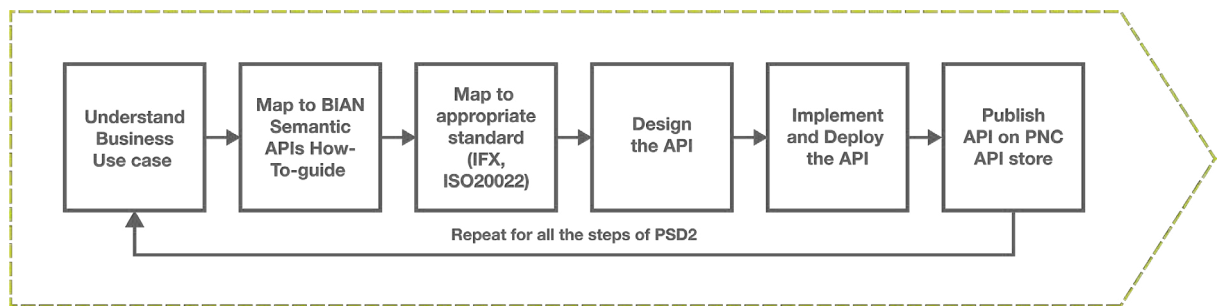 Understand
Business
Use case
Map to BIAN
Semantic
APIs How-
To-guide
Map to
appropriate
standard
(IFX,
ISO20022)
Design
the API
Implement
and Deploy
the API
Publish
API on PNC
API store
Repeat for all the steps of PSD2